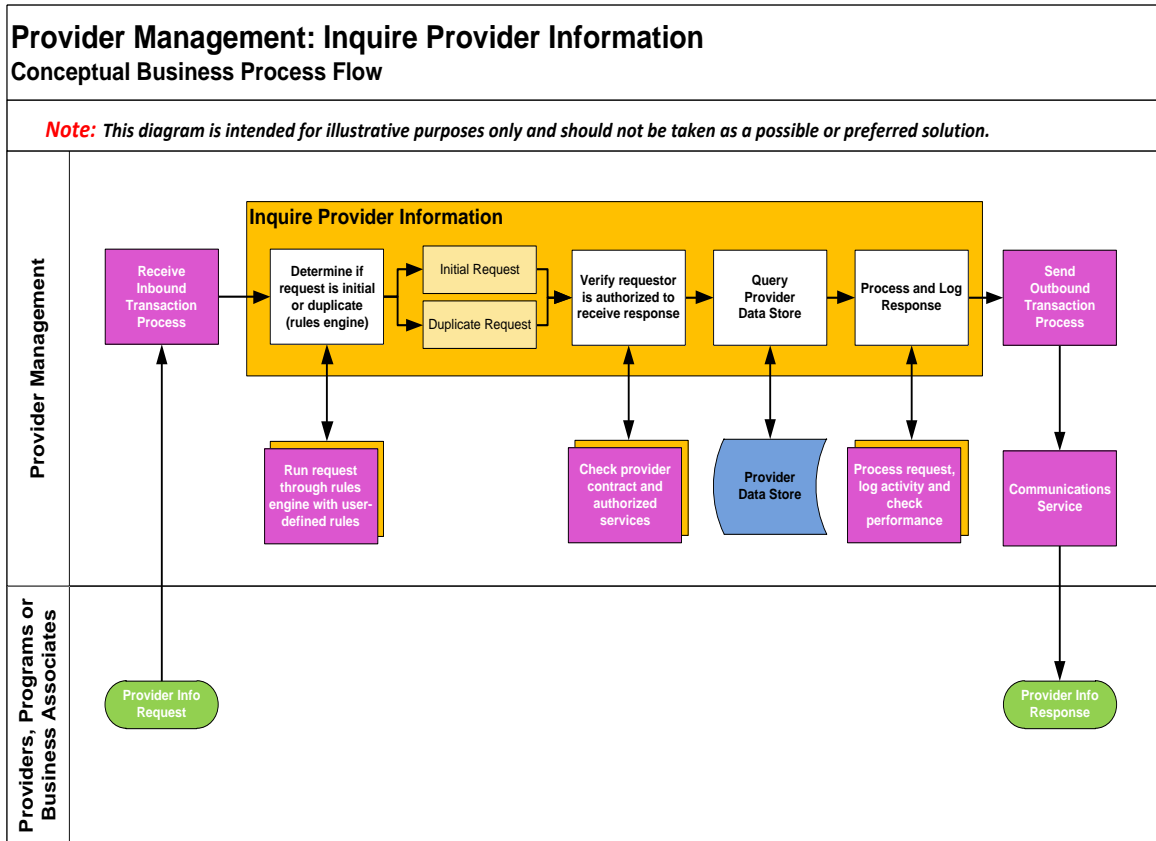 Provider Management: Inquire Provider Information
Conceptual Business Process Flow
Note: This diagram is intended for illustrative purposes only and should not be taken as a possible or preferred solution.
Provider Management
Inquire Provider Information
Receive
Inbound
Transaction
Process
Determine if
request is initial
or duplicate
(rules engine)
Initial Request
Duplicate Request
Verify requestor
is authorized to
receive response
Query
Provider
Data Store
Process and Log
Response
Send
Outbound
Transaction
Process
Run request
through rules
engine with user-
defined rules
Check provider
contract and
authorized
services
Provider
Data Store
Process request,
log activity and
check
performance
Communications
Service
Providers, Programs or
Business Associates
Provider Info
Request
Provider Info
Response